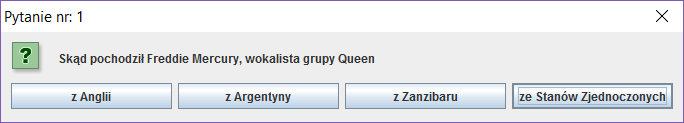 Pytanie nr: 1
Skąd pochodził Freddie Mercury, wokalista grupy Queen
z Anglii
z Argentyny
z Zanzibaru
ze Stanów Zjednoczonych